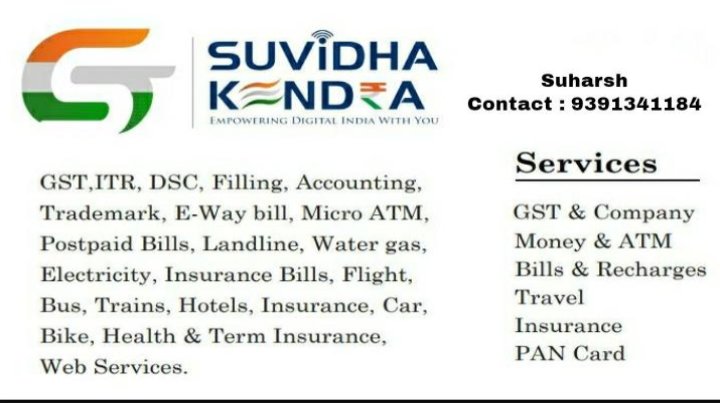 SUVIDHA
KENDRA
EMPOWERING DIGITAL INDIA WITH YOU
Suharsh
Contact : 9391341184
GST,ITR, DSC, Filling, Accounting,
Trademark, E-Way bill, Micro ATM,
Postpaid Bills, Landline, Water gas,
Electricity, Insurance Bills, Flight,
Bus, Trains, Hotels, Insurance, Car,
Bike, Health & Term Insurance,
Web Services.
Services
GST & Company
Money & ATM
Bills & Recharges
Travel
Insurance
PAN Card